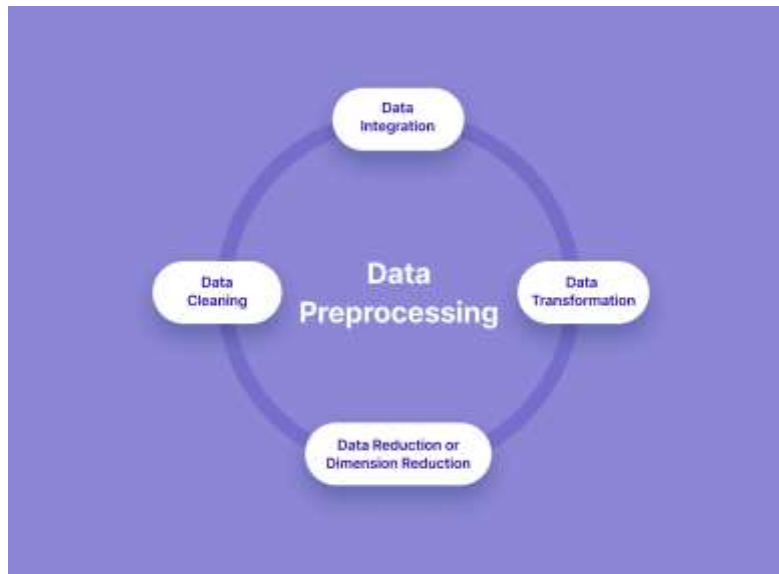 Data
Integration
Data
Cleaning
Data
Preprocessing
Data
Transformation
Data Reduction or
Dimension Reduction